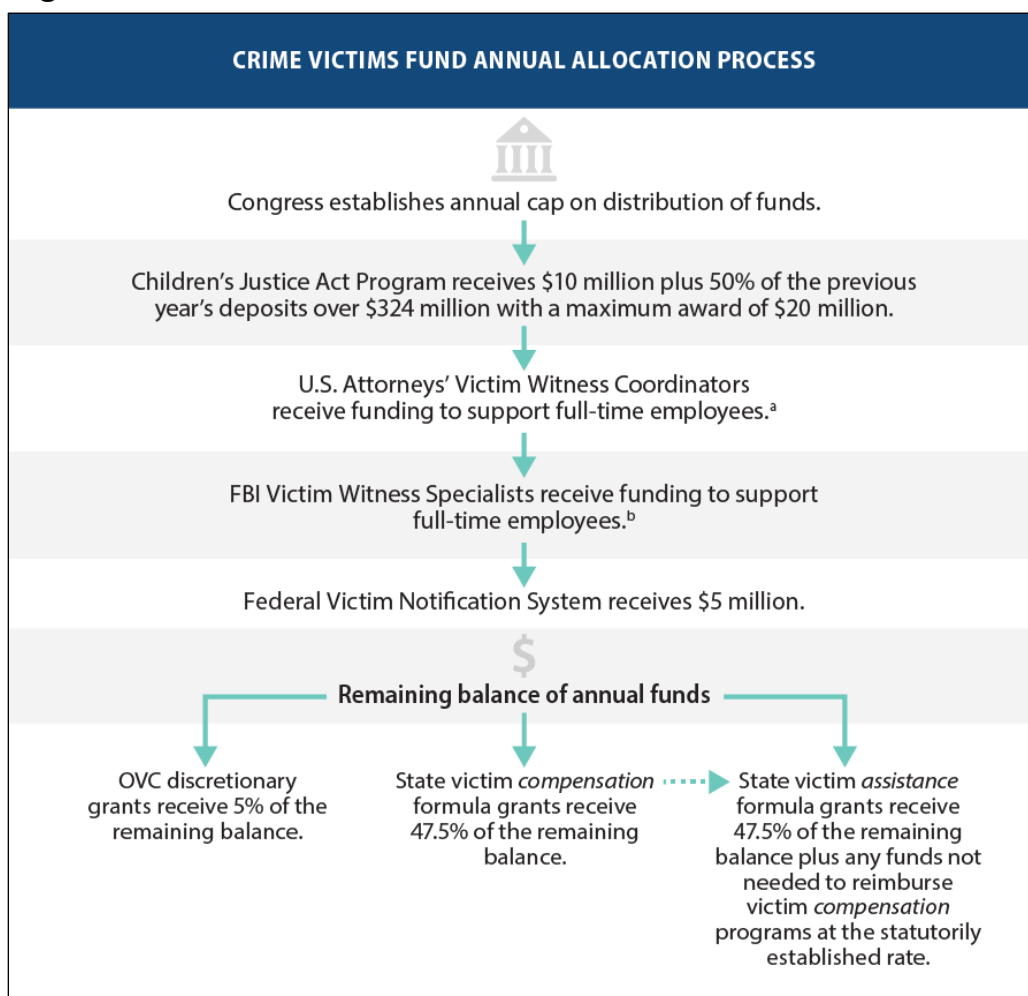 CRIME VICTIMS FUND ANNUAL ALLOCATION PROCESS
Congress establishes annual cap on distribution of funds.
Children's Justice Act Program receives $10 million plus 50% of the previous
year's deposits over $324 million with a maximum award of $20 million.
U.S. Attorneys' Victim Witness Coordinators
receive funding to support full-time employees.ᵃ
FBI Victim Witness Specialists receive funding to support
full-time employees.ᵇ
Federal Victim Notification System receives $5 million.
$
Remaining balance of annual funds
OVC discretionary
grants receive 5% of the
remaining balance.
State victim compensation
formula grants receive
47.5% of the remaining
balance.
State victim assistance
formula grants receive
47.5% of the remaining
balance plus any funds not
needed to reimburse
victim compensation
programs at the statutorily
established rate.